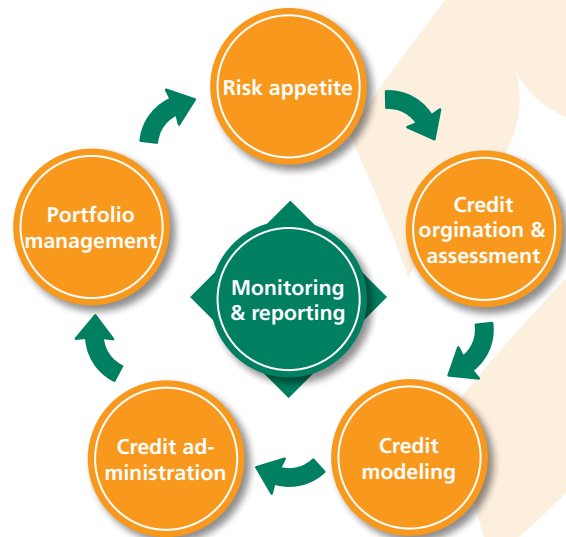 Risk appetite
Credit
orgination &
assessment
Credit
modeling
Credit ad-
ministration
Portfolio
management
Monitoring
& reporting